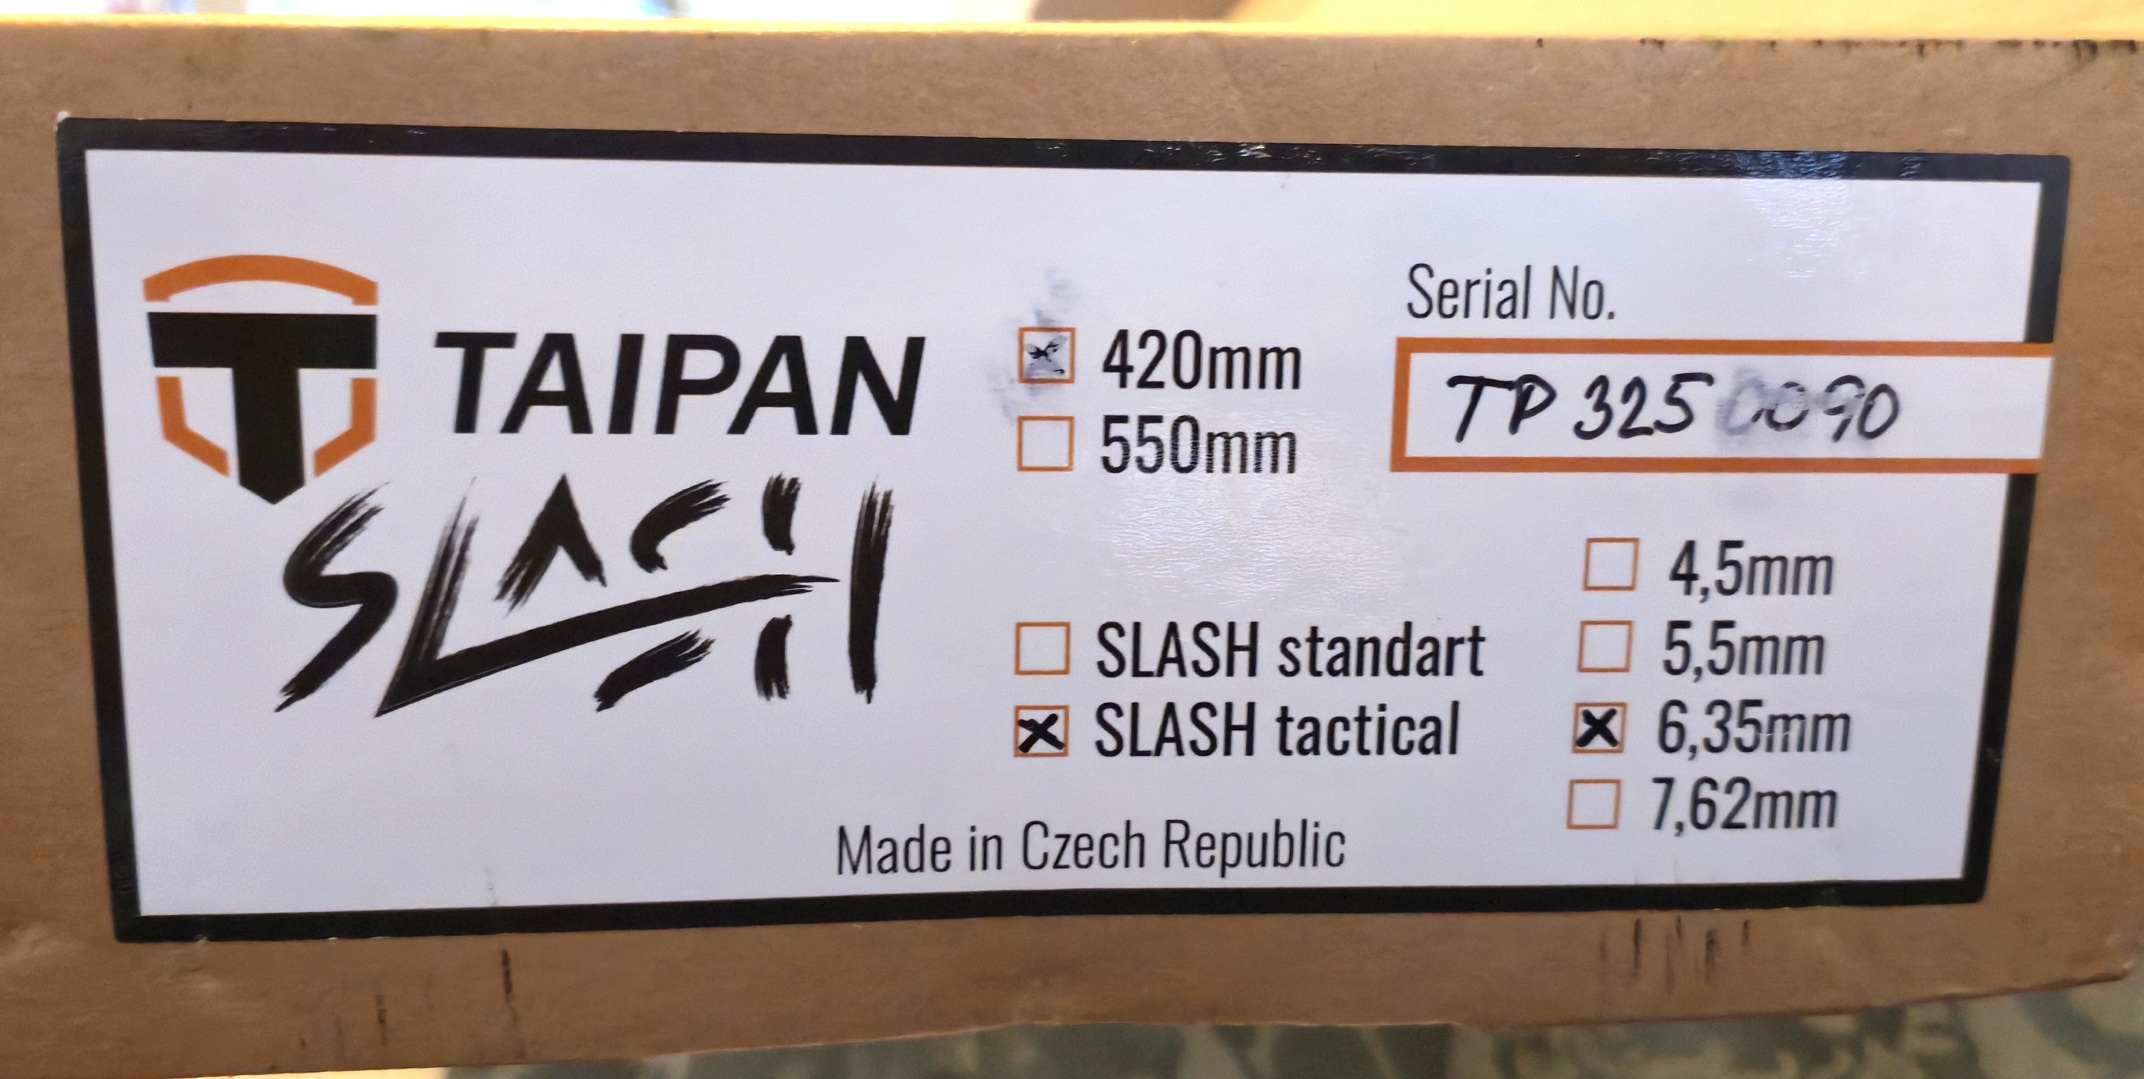 TAIPAN
SLASH
420mm
550mm
Serial No.
TP 325 0090
SLASH standart
SLASH tactical
4,5mm
5,5mm
6,35mm
7,62mm
Made in Czech Republic